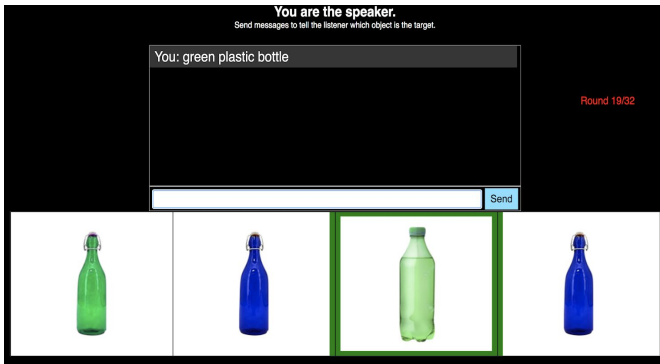 You are the speaker.
Send messages to tell the listener which object is the target.
You: green plastic bottle
Round 19/32
Send